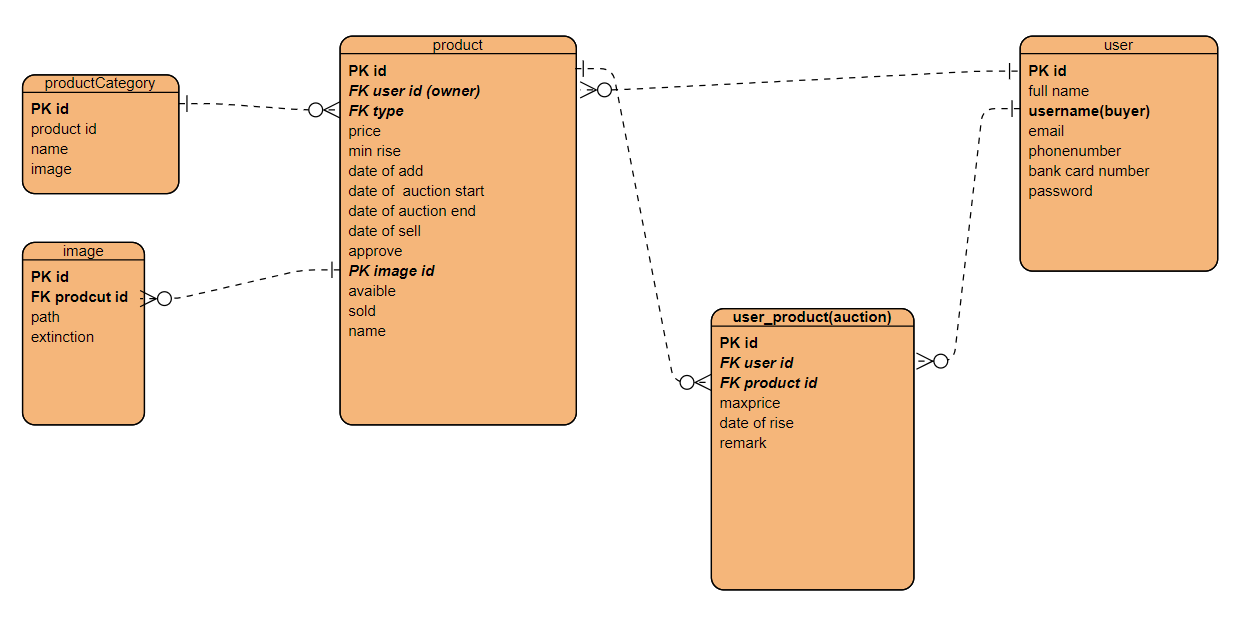 productCategory
PK id
product id
name
image
image
PK id
FK prodcut id
path
extinction
product
PK id
FK user id (owner)
FK type
price
min rise
date of add
date of  auction start
date of auction end
date of sell
approve
PK image id
avaible
sold
name
user_product(auction)
PK id
FK user id
FK product id
maxprice
date of rise
remark
user
PK id
full name
username(buyer)
email
phonenumber
bank card number
password